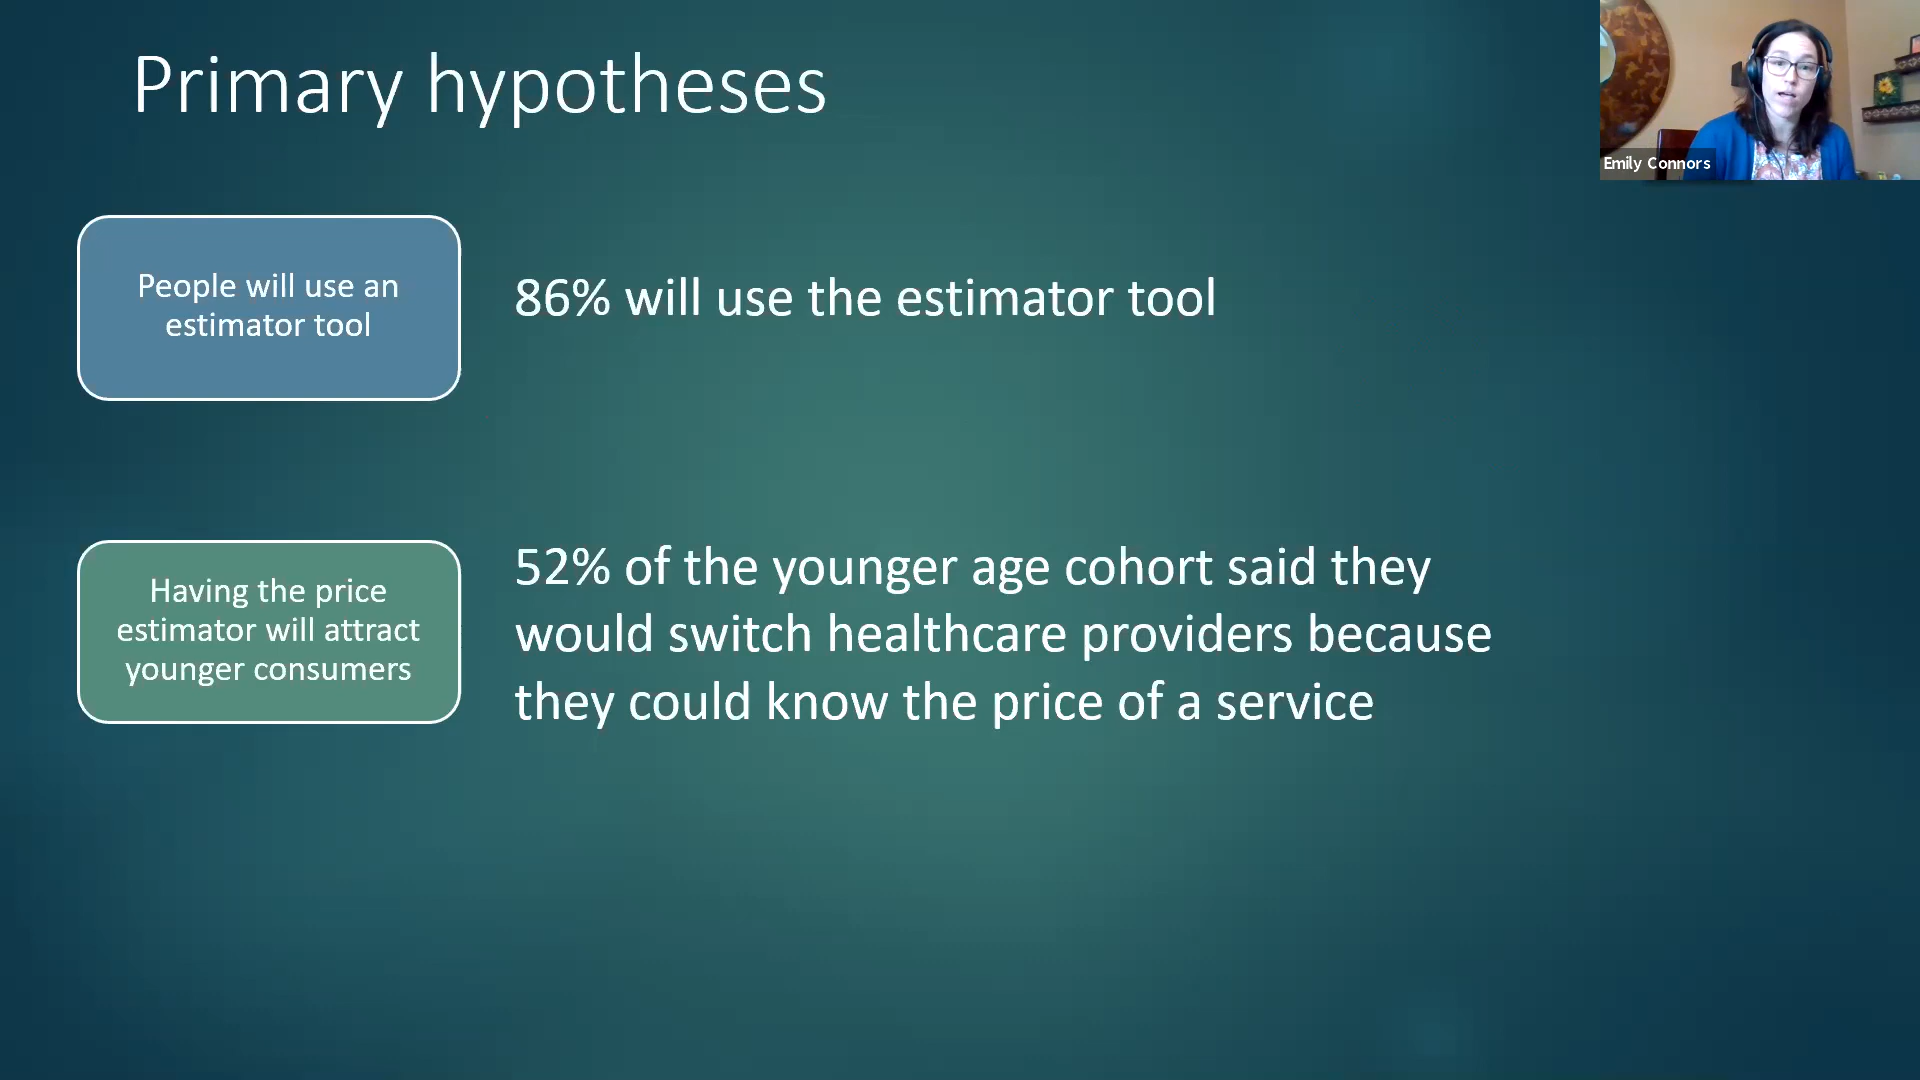 Primary hypotheses
Emily Connors
People will use an
estimator tool
86% will use the estimator tool
Having the price
estimator will attract
younger consumers
52% of the younger age cohort said they
would switch healthcare providers because
they could know the price of a service